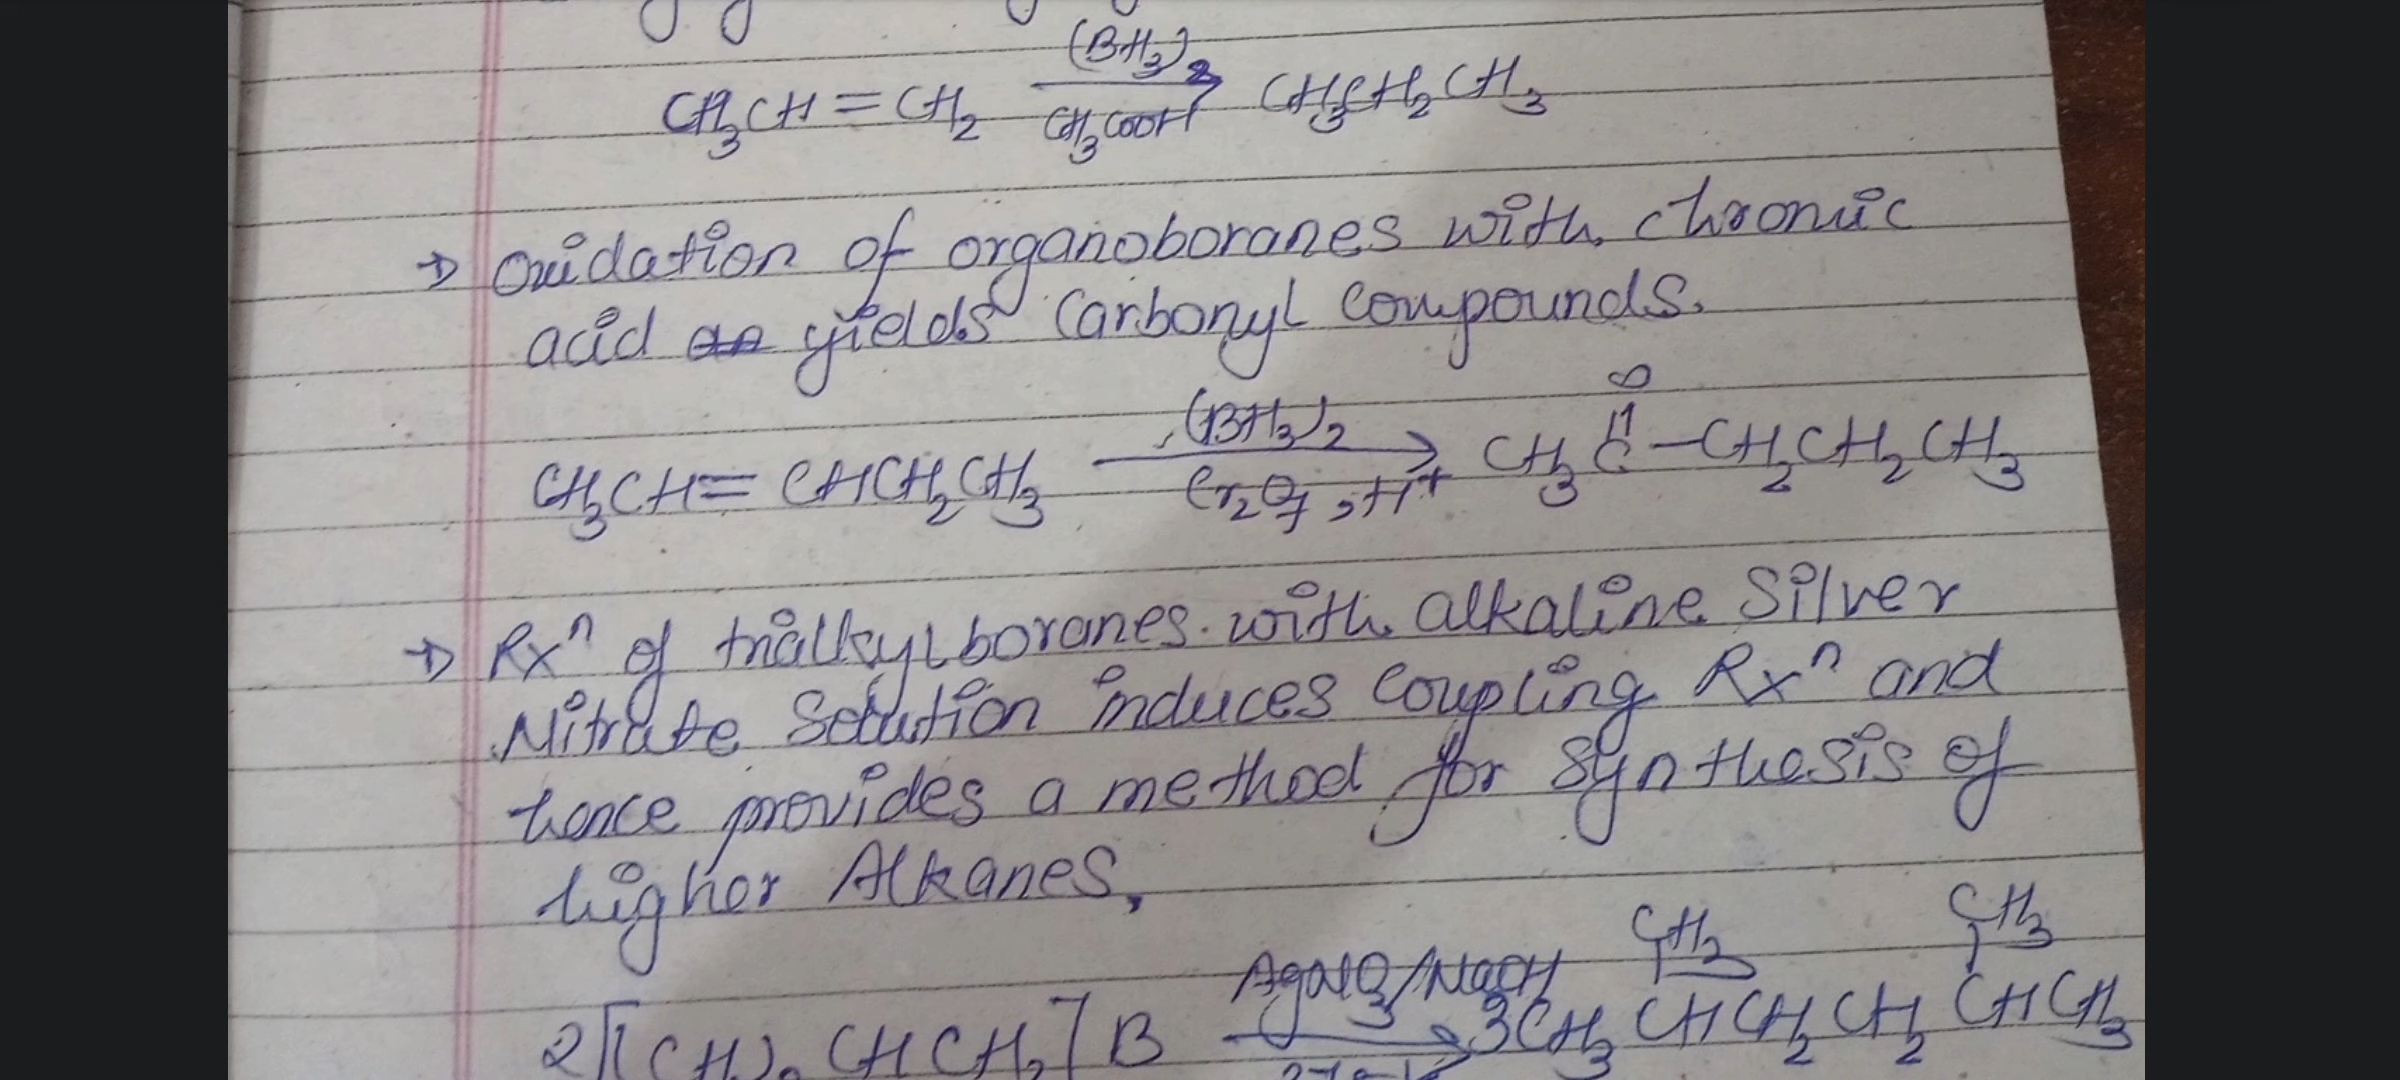 CH₃CH=CH₂ (BH₃)₂ / CH₃COOH → CH₃CH₂CH₃
→ Oxidation of organoboranes with chromic
acid yields Carbonyl Compounds.
O
CH₃CH=CHCH₂CH₃ (BH₃)₂ / Cr₂O₇, H⁺ → CH₃C-CH₂CH₂CH₃
→ Rxⁿ of trialkylboranes with alkaline Silver
Nitrate Solution induces Coupling Rxⁿ and
hence provides a method for Synthesis of
higher Alkanes,
CH₃ CH₃
2[(CH₃)₂CHCH₂]B AgNO₃/NaOH → 3CH₃CHCH₂CH₂CHCH₃